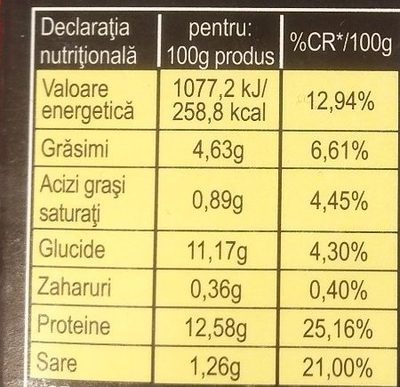 Declaraţia nutriţională | pentru: 100g produs | %CR*/100g
Valoare energetică | 1077,2 kJ/ 258,8 kcal | 12,94%
Grăsimi | 4,63g | 6,61%
Acizi graşi saturaţi | 0,89g | 4,45%
Glucide | 11,17g | 4,30%
Zaharuri | 0,36g | 0,40%
Proteine | 12,58g | 25,16%
Sare | 1,26g | 21,00%